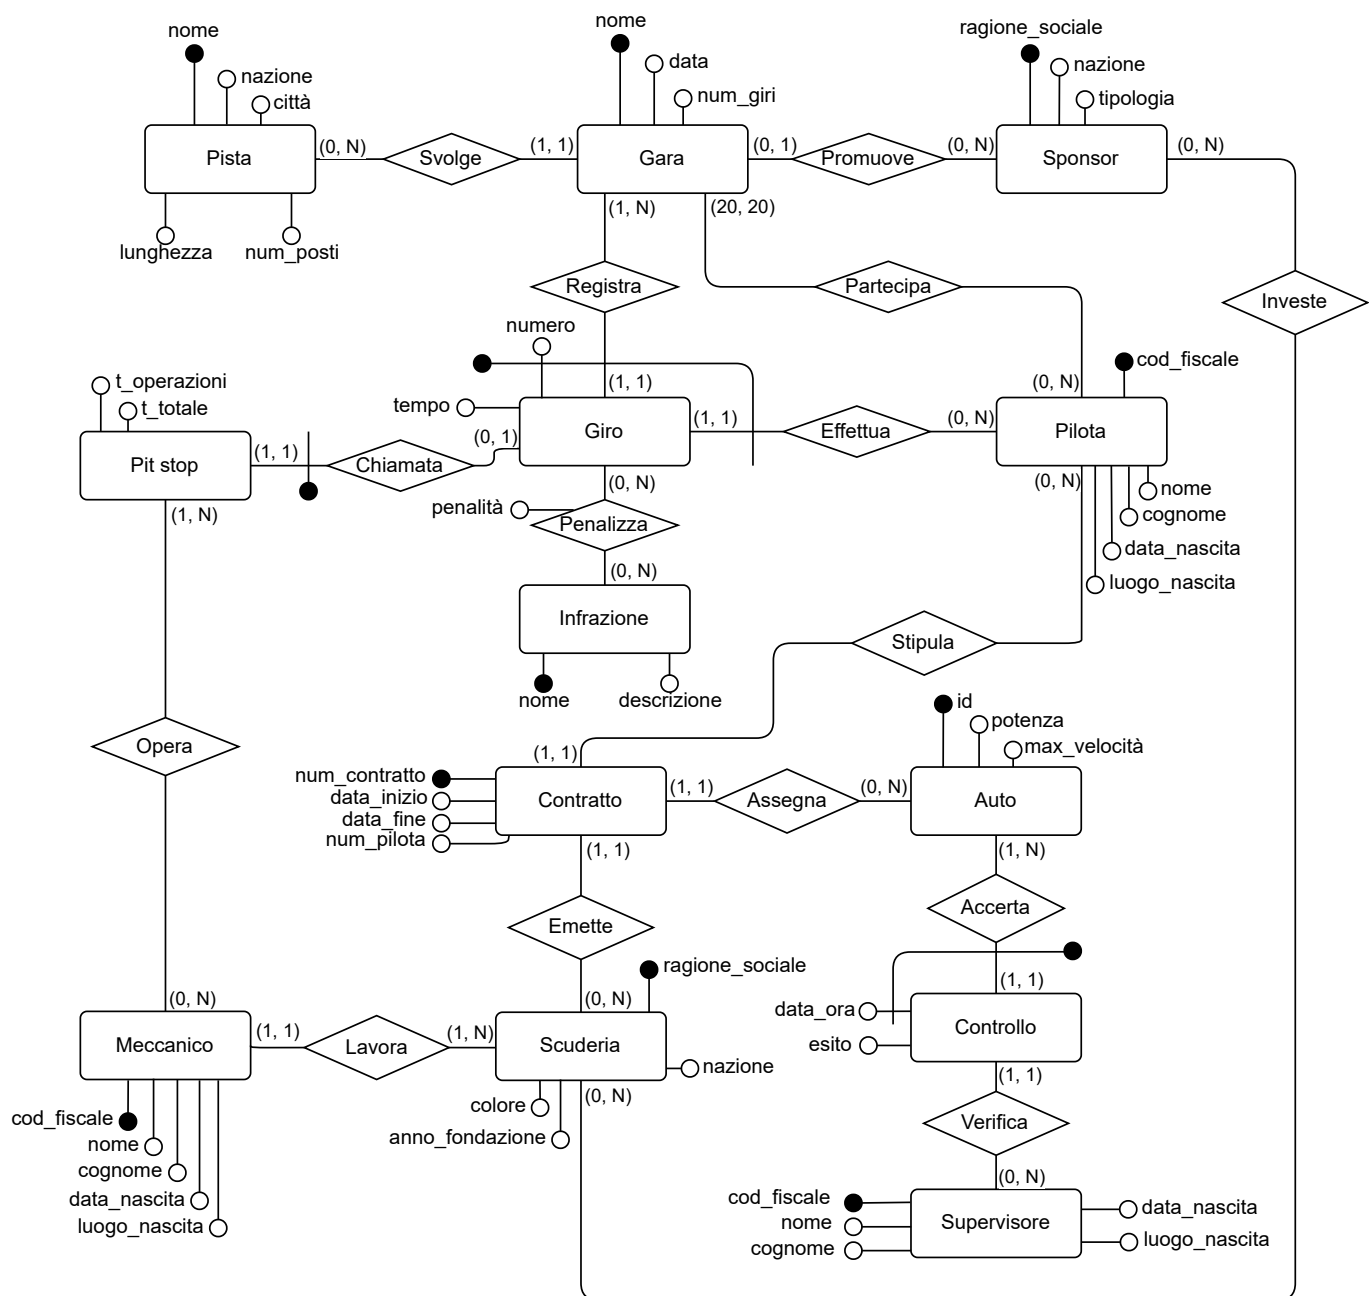 nome
nome
ragione_sociale
nazione
data
nazione
città
num_giri
tipologia
Pista
(0, N)
Svolge
(1, 1)
Gara
(0, 1)
Promuove
(0, N)
Sponsor
(0, N)
(1, N)
(20, 20)
lunghezza
num_posti
Registra
Partecipa
Investe
numero
cod_fiscale
t_operazioni
t_totale
tempo
(1, 1)
(0, N)
Pit stop
(1, 1)
Chiamata
(0, 1)
Giro
(1, 1)
Effettua
(0, N)
Pilota
(1, N)
(0, N)
(0, N)
penalità
Penalizza
nome
cognome
data_nascita
luogo_nascita
(0, N)
Infrazione
nome
descrizione
Stipula
id
potenza
max_velocità
Opera
(1, 1)
num_contratto
data_inizio
data_fine
num_pilota
Contratto
(1, 1)
Assegna
(0, N)
Auto
(1, 1)
(1, N)
Emette
Accerta
ragione_sociale
(0, N)
(0, N)
(1, 1)
data_ora
esito
Controllo
Meccanico
(1, 1)
Lavora
(1, N)
Scuderia
nazione
(0, N)
(1, 1)
colore
anno_fondazione
Verifica
cod_fiscale
nome
cognome
data_nascita
luogo_nascita
(0, N)
cod_fiscale
nome
cognome
Supervisore
data_nascita
luogo_nascita